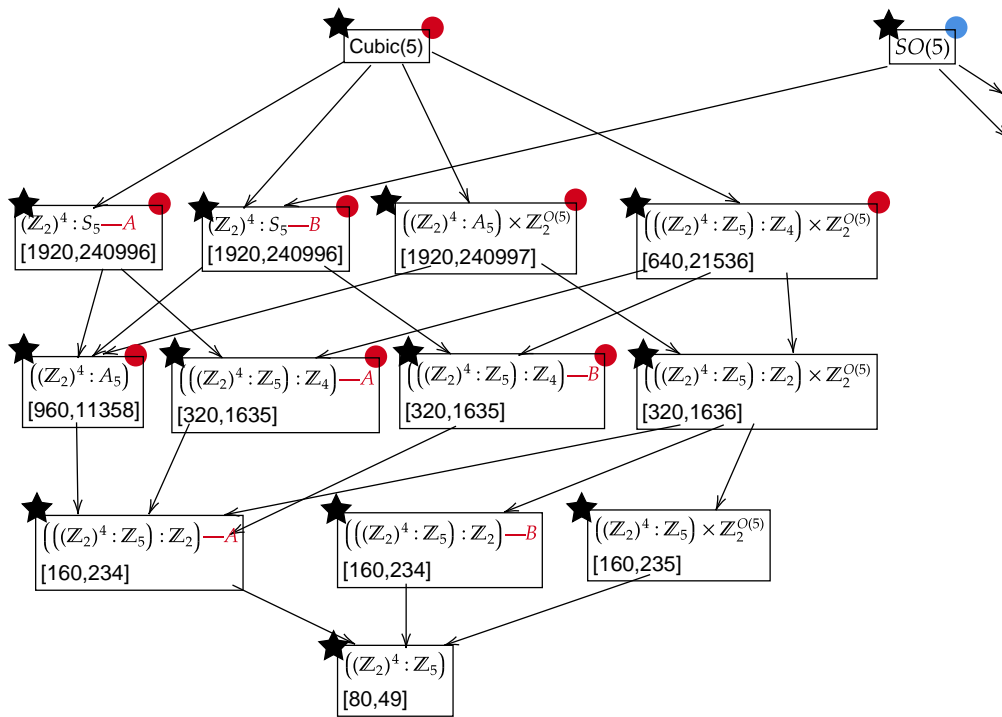 Cubic(5)
SO(5)
(ℤ₂)⁴ : S₅—A
[1920,240996]
(ℤ₂)⁴ : S₅—B
[1920,240996]
((ℤ₂)⁴ : A₅) × ℤ₂^{O(5)}
[1920,240997]
(((ℤ₂)⁴ : ℤ₅) : ℤ₄) × ℤ₂^{O(5)}
[640,21536]
((ℤ₂)⁴ : A₅)
[960,11358]
(((ℤ₂)⁴ : ℤ₅) : ℤ₄)—A
[320,1635]
(((ℤ₂)⁴ : ℤ₅) : ℤ₄)—B
[320,1635]
(((ℤ₂)⁴ : ℤ₅) : ℤ₂) × ℤ₂^{O(5)}
[320,1636]
(((ℤ₂)⁴ : ℤ₅) : ℤ₂)—A
[160,234]
(((ℤ₂)⁴ : ℤ₅) : ℤ₂)—B
[160,234]
((ℤ₂)⁴ : ℤ₅) × ℤ₂^{O(5)}
[160,235]
((ℤ₂)⁴ : ℤ₅)
[80,49]